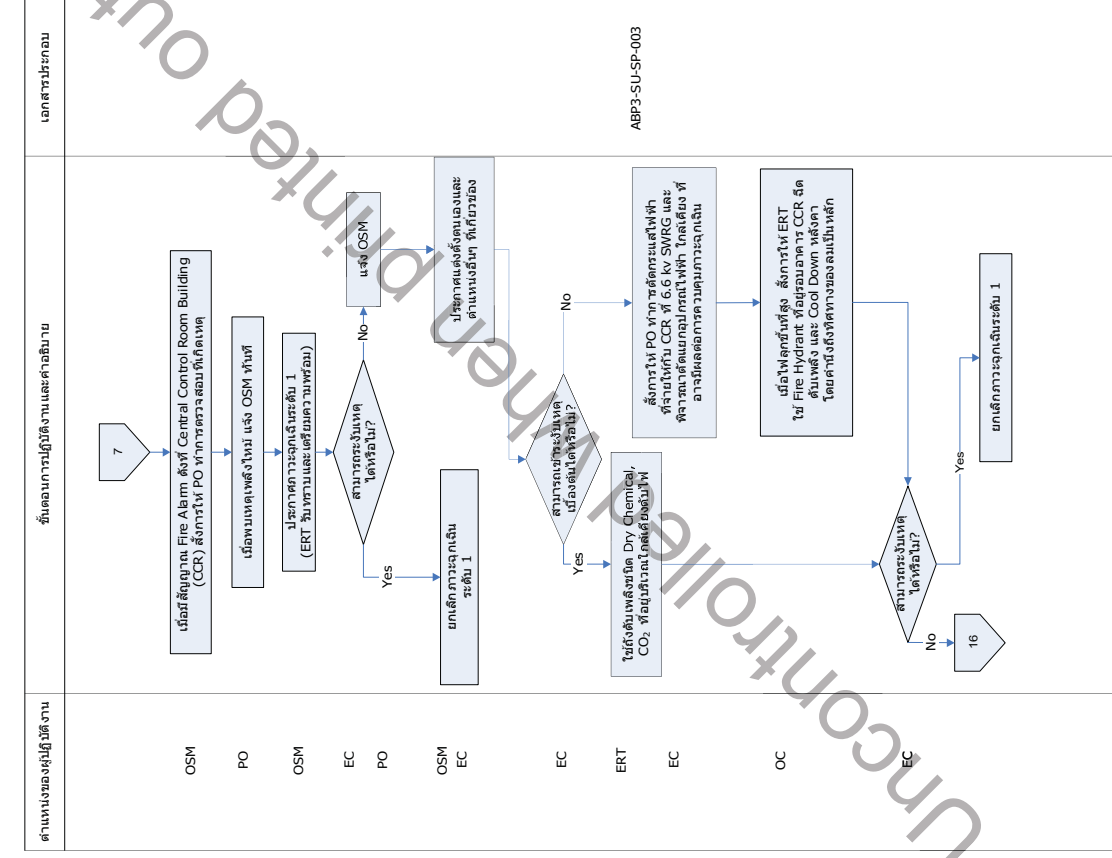 ตำแหน่งของผู้ปฏิบัติงาน
ขั้นตอนการปฏิบัติงานและคำอธิบาย
เอกสารประกอบ
7
OSM
เมื่อมีสัญญาณ Fire Alarm ดังที่ Central Control Room Building
(CCR) สั่งการให้ PO ทำการตรวจสอบที่เกิดเหตุ
PO
เมื่อพบเหตุเพลิงไหม้ แจ้ง OSM ทันที
OSM
ประกาศภาวะฉุกเฉินระดับ 1
(ERT รับทราบและเตรียมความพร้อม)
EC
สามารถระงับเหตุ
ได้หรือไม่?
No
Yes
PO
แจ้ง OSM
OSM
EC
ยกเลิกภาวะฉุกเฉิน
ระดับ 1
ประกาศแต่งตั้งตนเองและ
ตำแหน่งอื่นๆ ที่เกี่ยวข้อง
EC
สามารถเข้าระงับเหตุ
เบื้องต้นได้หรือไม่?
Yes
No
ERT
ใช้ถังดับเพลิงชนิด Dry Chemical,
CO2 ที่อยู่บริเวณใกล้เคียงดับไฟ
EC
สั่งการให้ PO ทำการตัดกระแสไฟฟ้า
ที่จ่ายให้กับ CCR ที่ 6.6 kv SWRG และ
พิจารณาตัดแยกอุปกรณ์ไฟฟ้า ใกล้เคียง ที่
อาจมีผลต่อการควบคุมภาวะฉุกเฉิน
ABP3-SU-SP-003
OC
เมื่อไฟลุกขึ้นที่สูง สั่งการให้ ERT
ใช้ Fire Hydrant ที่อยู่รอบอาคาร CCR ฉีด
ดับเพลิง และ Cool Down หลังคา
โดยคำนึงถึงทิศทางของลมเป็นหลัก
EC
สามารถระงับเหตุ
ได้หรือไม่?
No
Yes
16
ยกเลิกภาวะฉุกเฉินระดับ 1
Uncontrolled when printed out